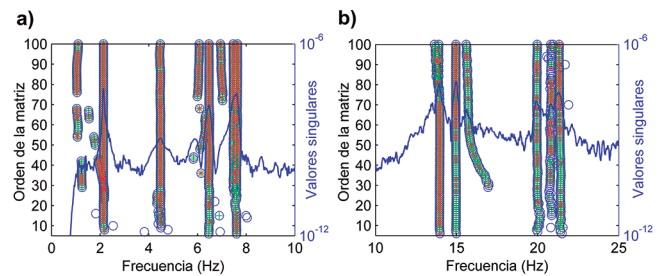 a)
Orden de la matriz
100
90
80
70
60
50
40
30
20
10
0 2 4 6 8 10
Frecuencia (Hz)
10^-6
10^-12
Valores singulares
b)
Orden de la matriz
100
90
80
70
60
50
40
30
20
10
10 15 20 25
Frecuencia (Hz)
10^-6
10^-12
Valores singulares